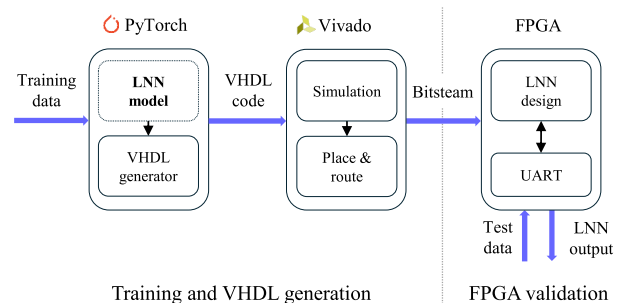 PyTorch
Vivado
FPGA
Training
data
LNN
model
VHDL
generator
VHDL
code
Simulation
Place &
route
Bitsteam
LNN
design
UART
Test
data
LNN
output
Training and VHDL generation
FPGA validation